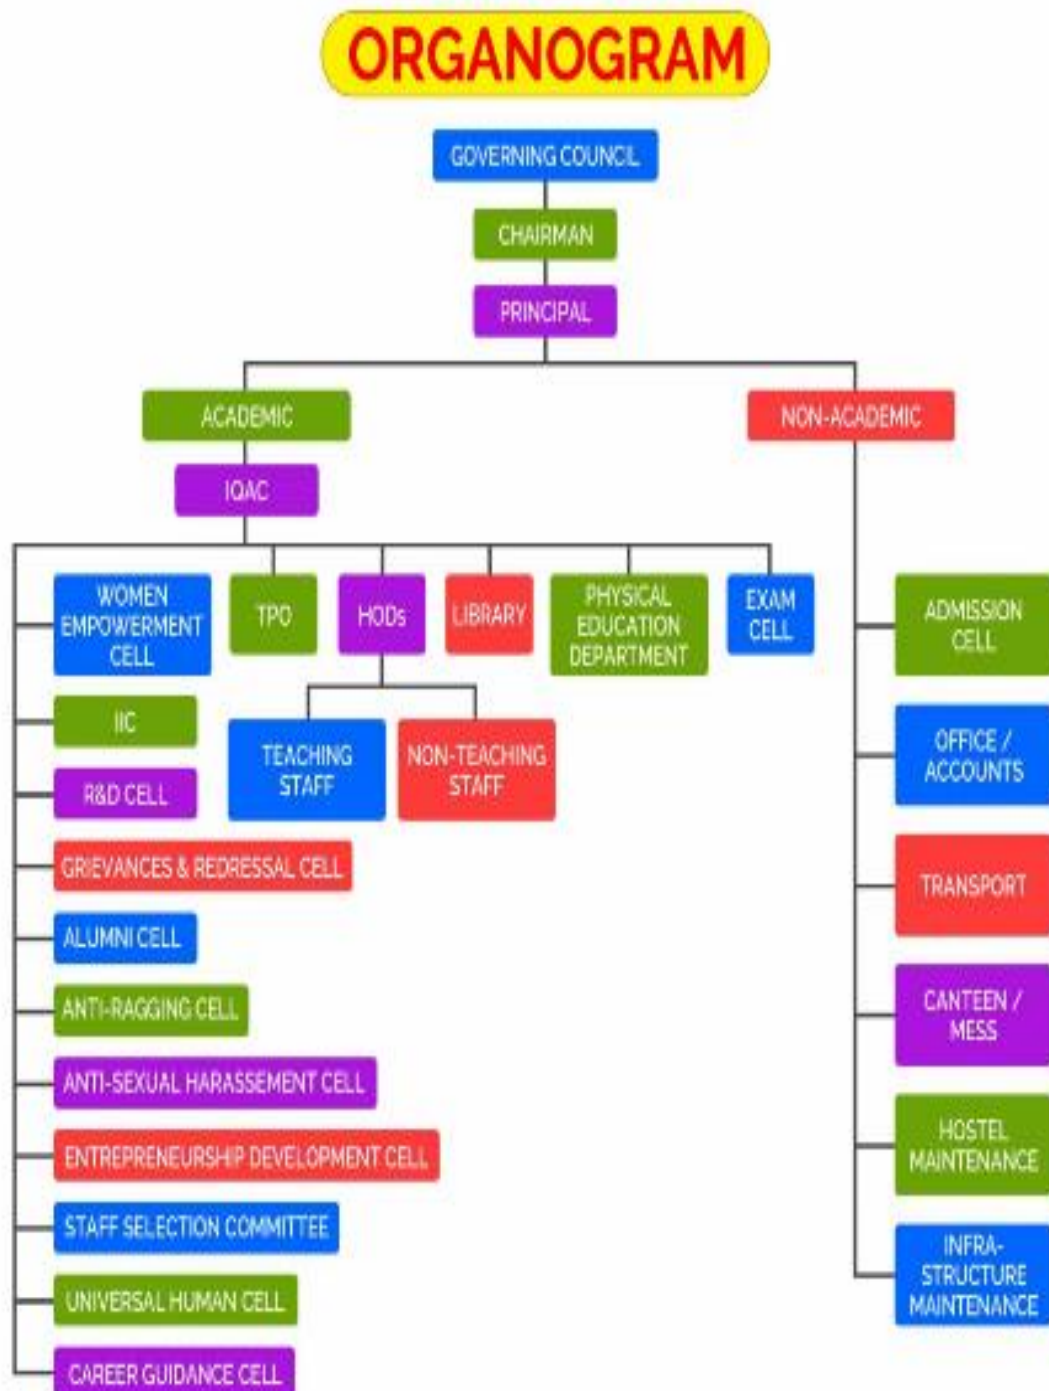 ORGANOGRAM
GOVERNING COUNCIL
CHAIRMAN
PRINCIPAL
ACADEMIC
NON-ACADEMIC
IQAC
WOMEN
EMPOWERMENT
CELL
TPO
HODs
LIBRARY
PHYSICAL
EDUCATION
DEPARTMENT
EXAM
CELL
ADMISSION
CELL
IIC
TEACHING
STAFF
NON-TEACHING
STAFF
OFFICE /
ACCOUNTS
R&D CELL
GRIEVANCES & REDRESSAL CELL
TRANSPORT
ALUMNI CELL
ANTI-RAGGING CELL
CANTEEN /
MESS
ANTI-SEXUAL HARASSEMENT CELL
ENTREPRENEURSHIP DEVELOPMENT CELL
HOSTEL
MAINTENANCE
STAFF SELECTION COMMITTEE
UNIVERSAL HUMAN CELL
INFRA-
STRUCTURE
MAINTENANCE
CAREER GUIDANCE CELL